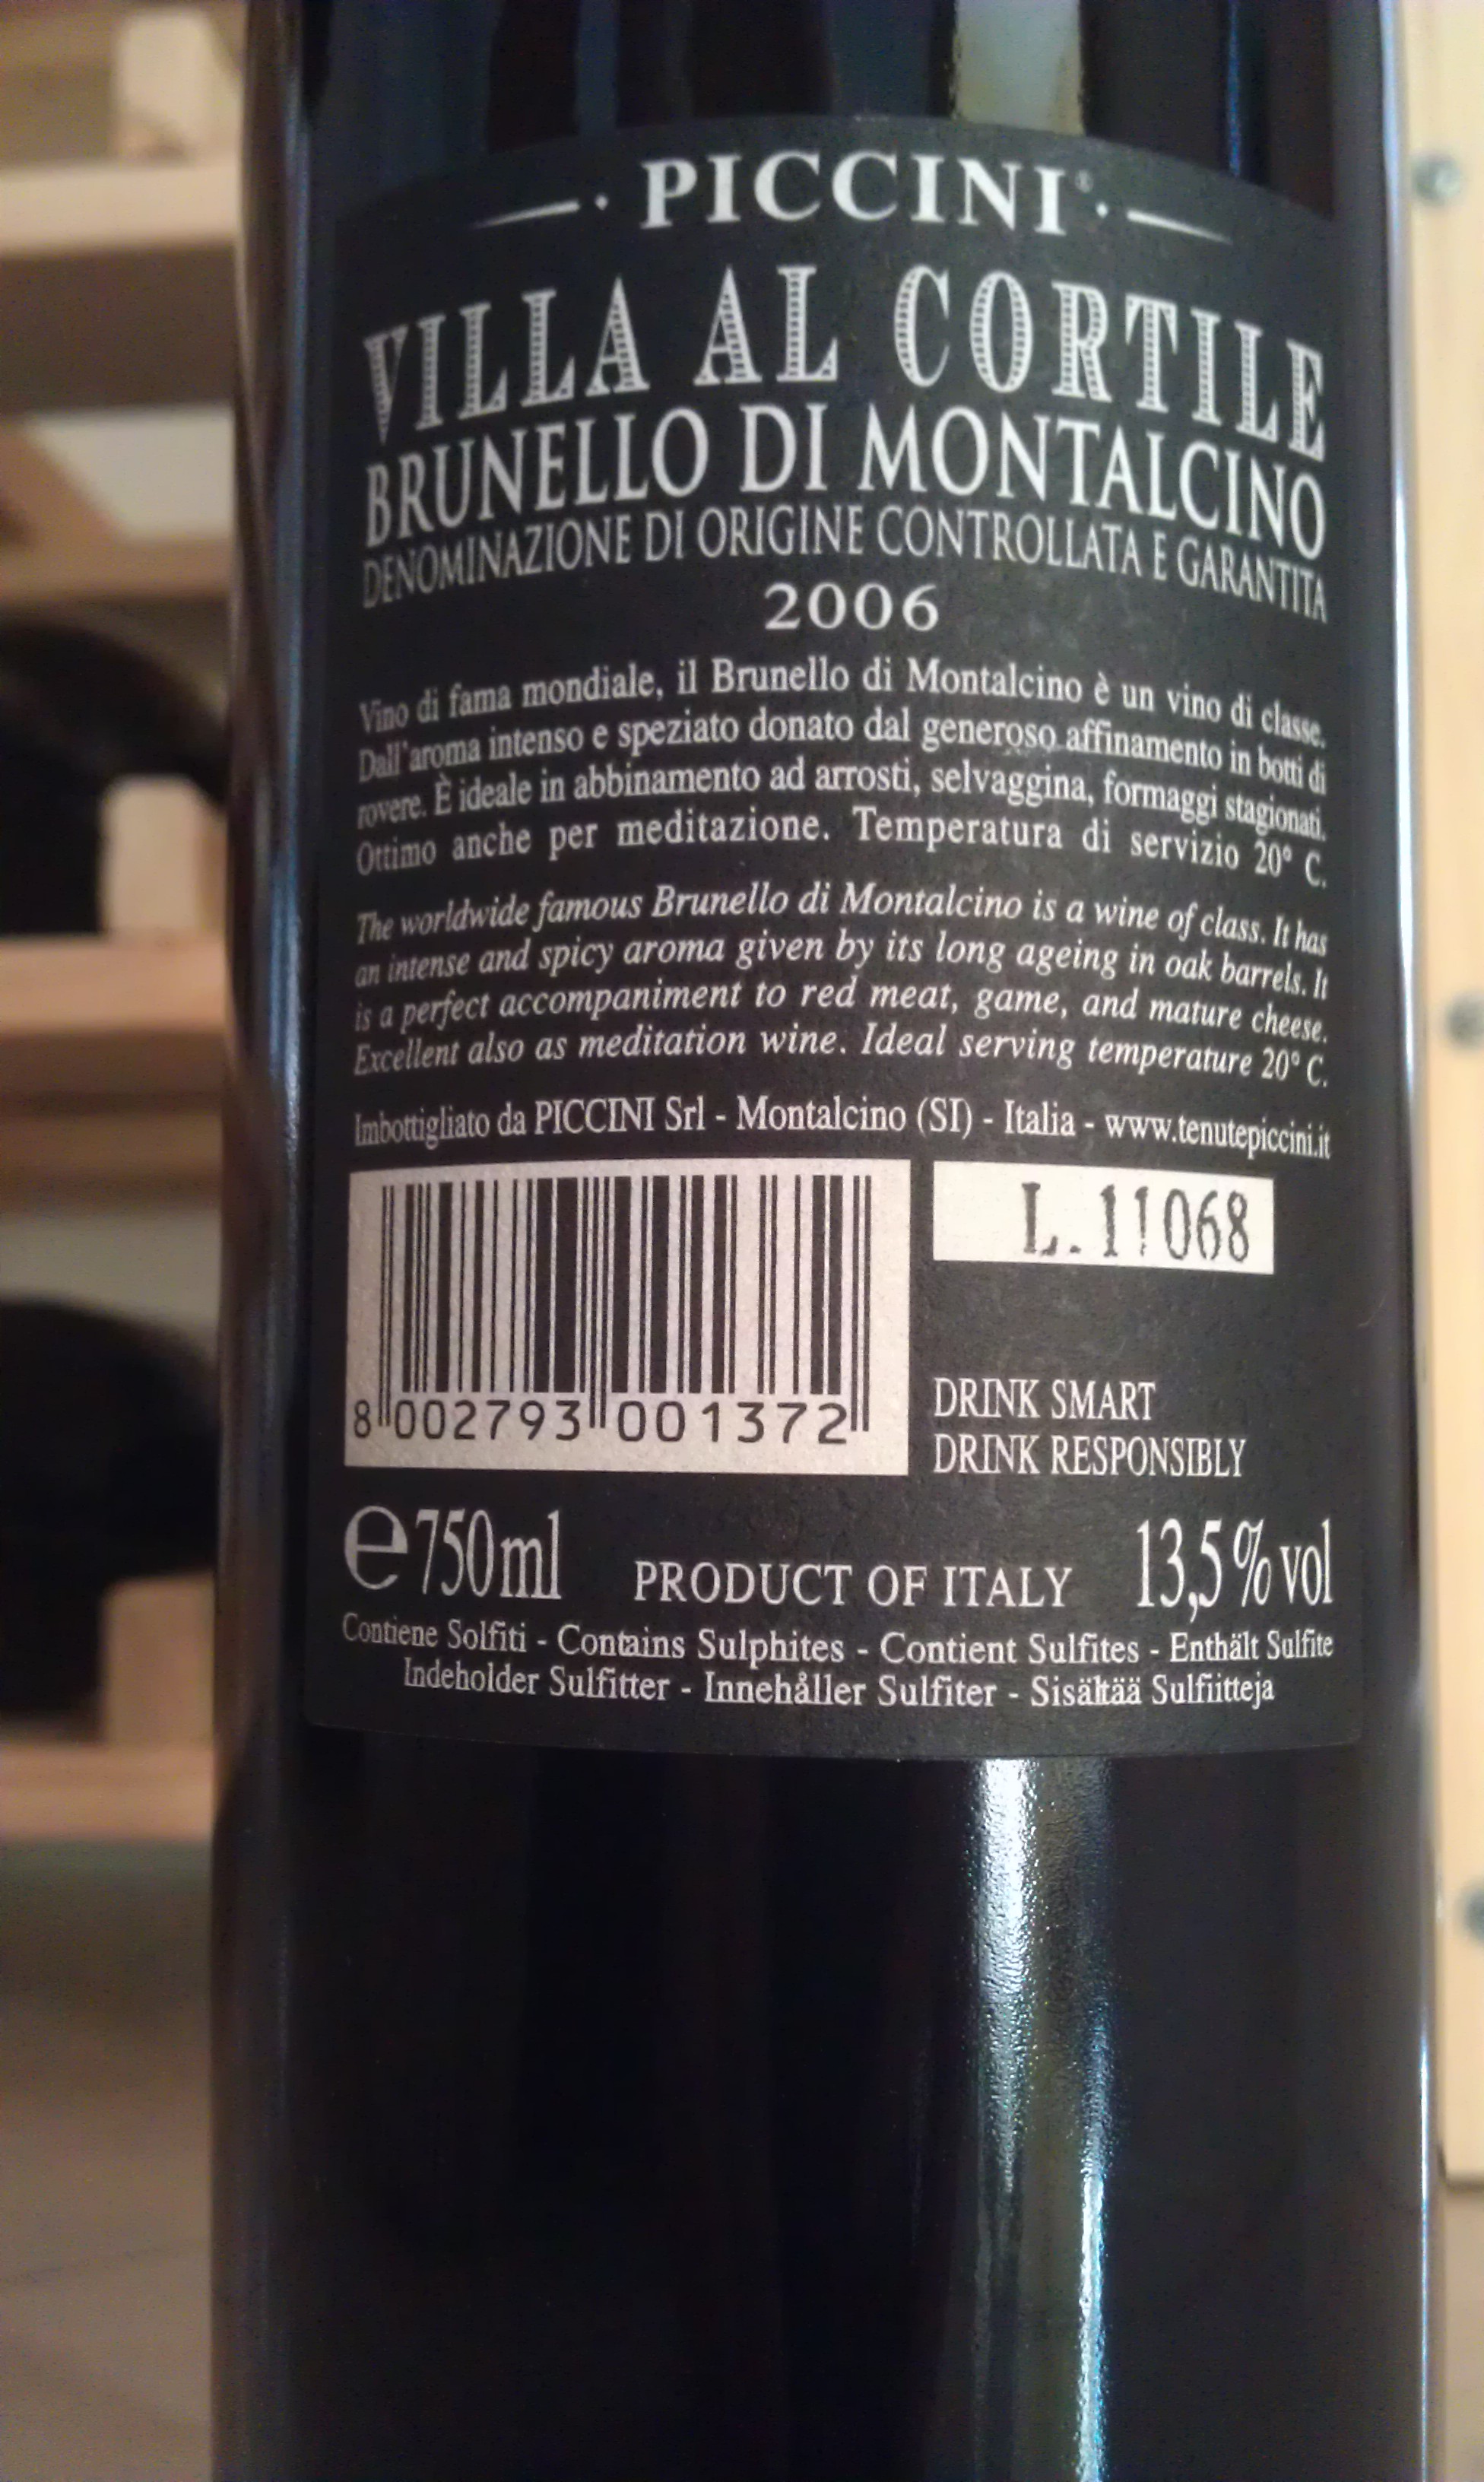 · PICCINI® ·
VILLA AL CORTILE
BRUNELLO DI MONTALCINO
DENOMINAZIONE DI ORIGINE CONTROLLATA E GARANTITA
2006
Vino di fama mondiale, il Brunello di Montalcino è un vino di classe.
Dall'aroma intenso e speziato donato dal generoso affinamento in botti di
rovere. È ideale in abbinamento ad arrosti, selvaggina, formaggi stagionati.
Ottimo anche per meditazione. Temperatura di servizio 20° C.
The worldwide famous Brunello di Montalcino is a wine of class. It has
an intense and spicy aroma given by its long ageing in oak barrels. It
is a perfect accompaniment to red meat, game, and mature cheese.
Excellent also as meditation wine. Ideal serving temperature 20° C.
Imbottigliato da PICCINI Srl - Montalcino (SI) - Italia - www.tenutepiccini.it
L.11068
8 002793 001372
DRINK SMART
DRINK RESPONSIBLY
e 750ml PRODUCT OF ITALY 13,5% vol
Contiene Solfiti - Contains Sulphites - Contient Sulfites - Enthält Sulfite
Indeholder Sulfitter - Innehåller Sulfiter - Sisältää Sulfiitteja